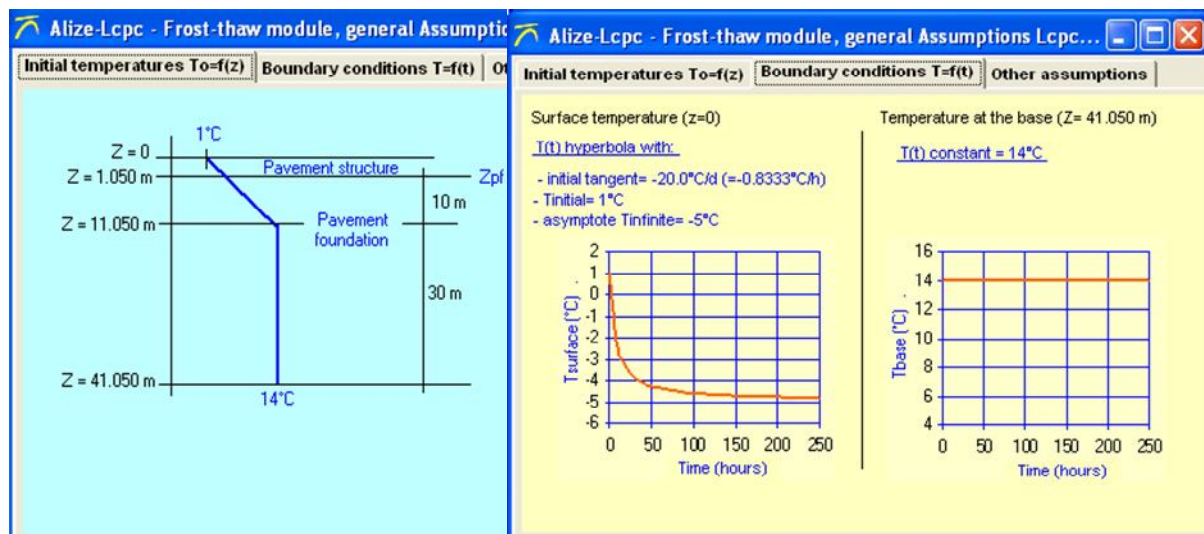 Alize-Lcpc - Frost-thaw module, general Assumptio
Initial temperatures To=f(z)
Boundary conditions T=f(t)
Ot
1°C
Z = 0
Pavement structure
Z = 1.050 m
Zpf
10 m
Z = 11.050 m
Pavement
foundation
30 m
Z = 41.050 m
14°C
Alize-Lcpc - Frost-thaw module, general Assumptions Lcpc...
Initial temperatures To=f(z)
Boundary conditions T=f(t)
Other assumptions
Surface temperature (z=0)
T(t) hyperbola with:
- initial tangent= -20.0°C/d (=-0.8333°C/h)
- Tinitial= 1°C
- asymptote Tinfinite= -5°C
Tsurface (°C)
2
1
0
-1
-2
-3
-4
-5
-6
0 50 100 150 200 250
Time (hours)
Temperature at the base (Z= 41.050 m)
T(t) constant = 14°C
Tbase (°C)
16
14
12
10
8
6
4
0 50 100 150 200 250
Time (hours)